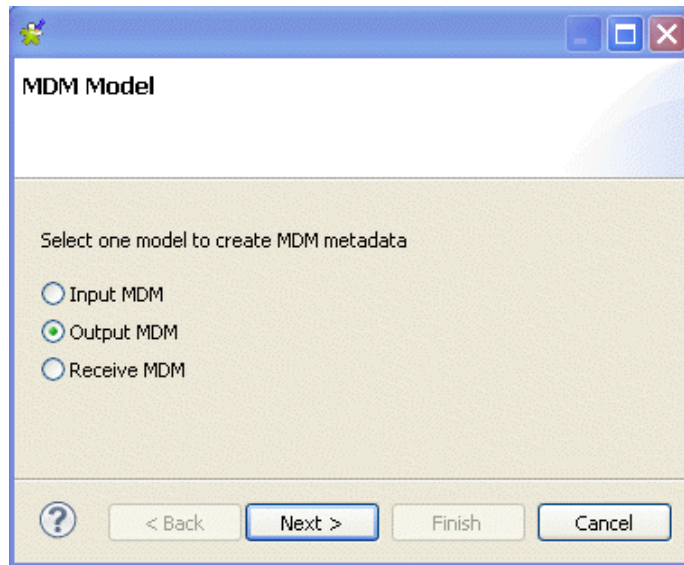 MDM Model
Select one model to create MDM metadata
Input MDM
Output MDM
Receive MDM
? < Back Next > Finish Cancel